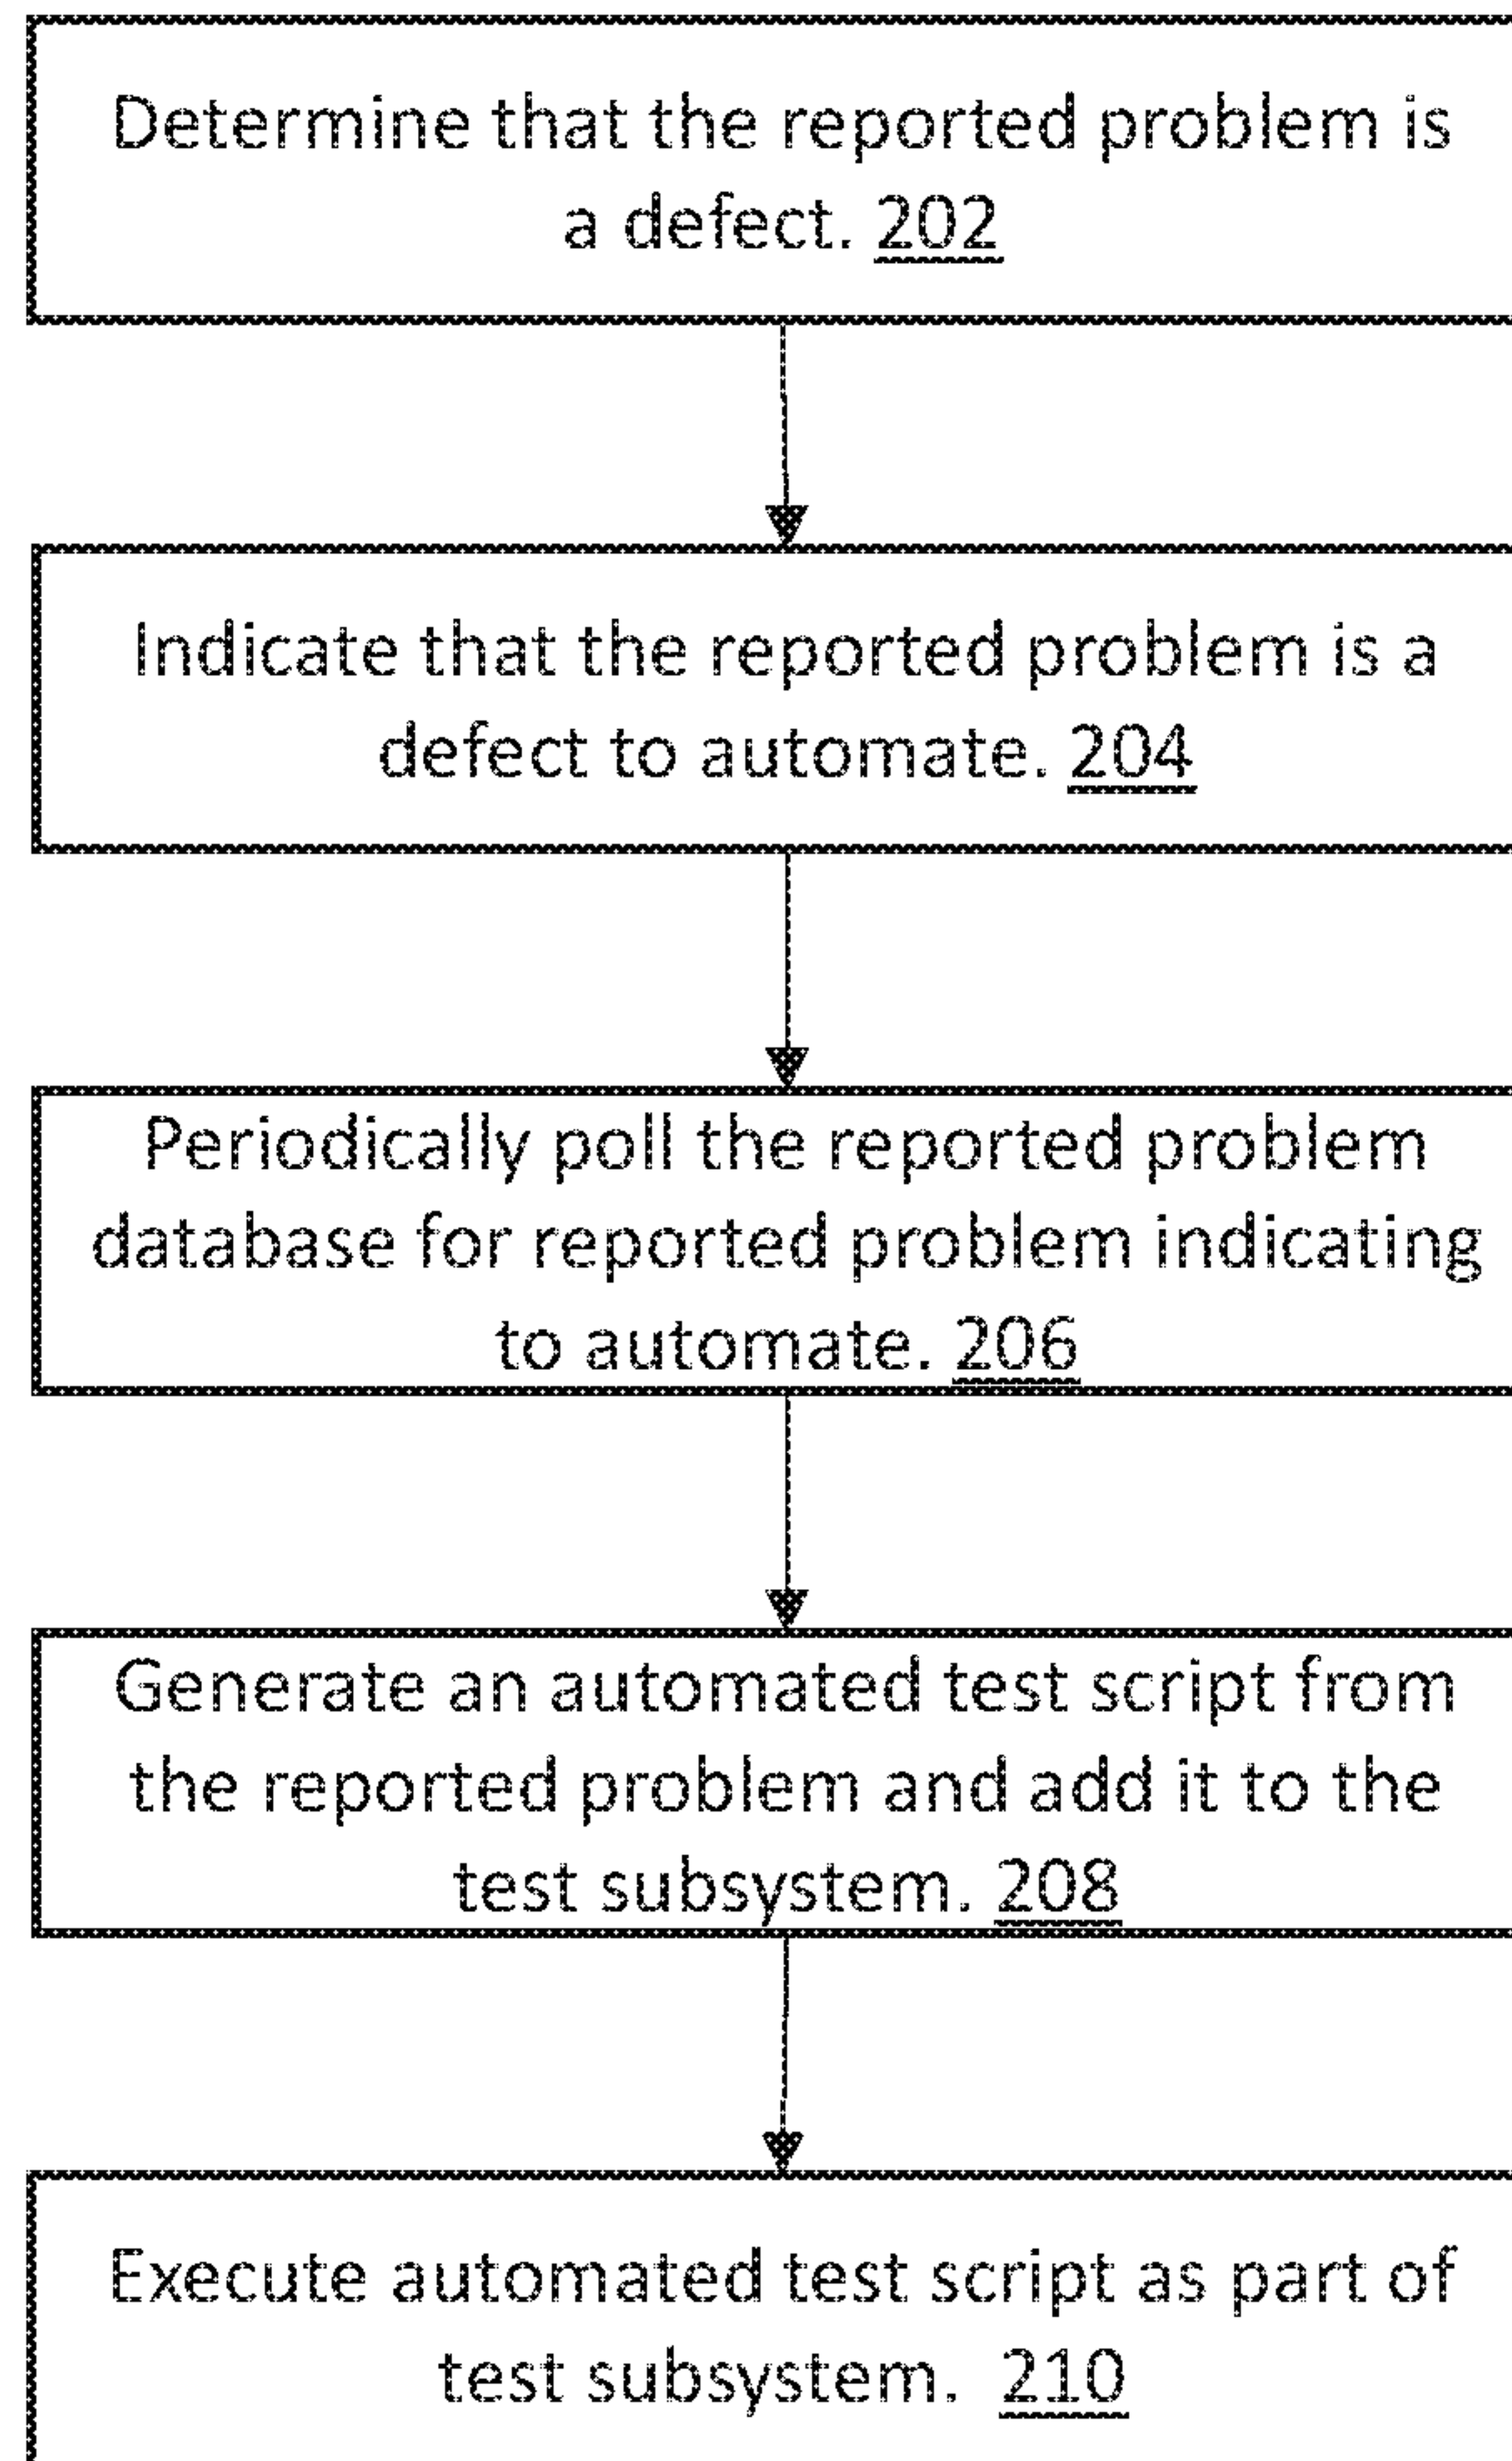 Determine that the reported problem is
a defect. 202
Indicate that the reported problem is a
defect to automate. 204
Periodically poll the reported problem
database for reported problem indicating
to automate. 206
Generate an automated test script from
the reported problem and add it to the
test subsystem. 208
Execute automated test script as part of
test subsystem. 210